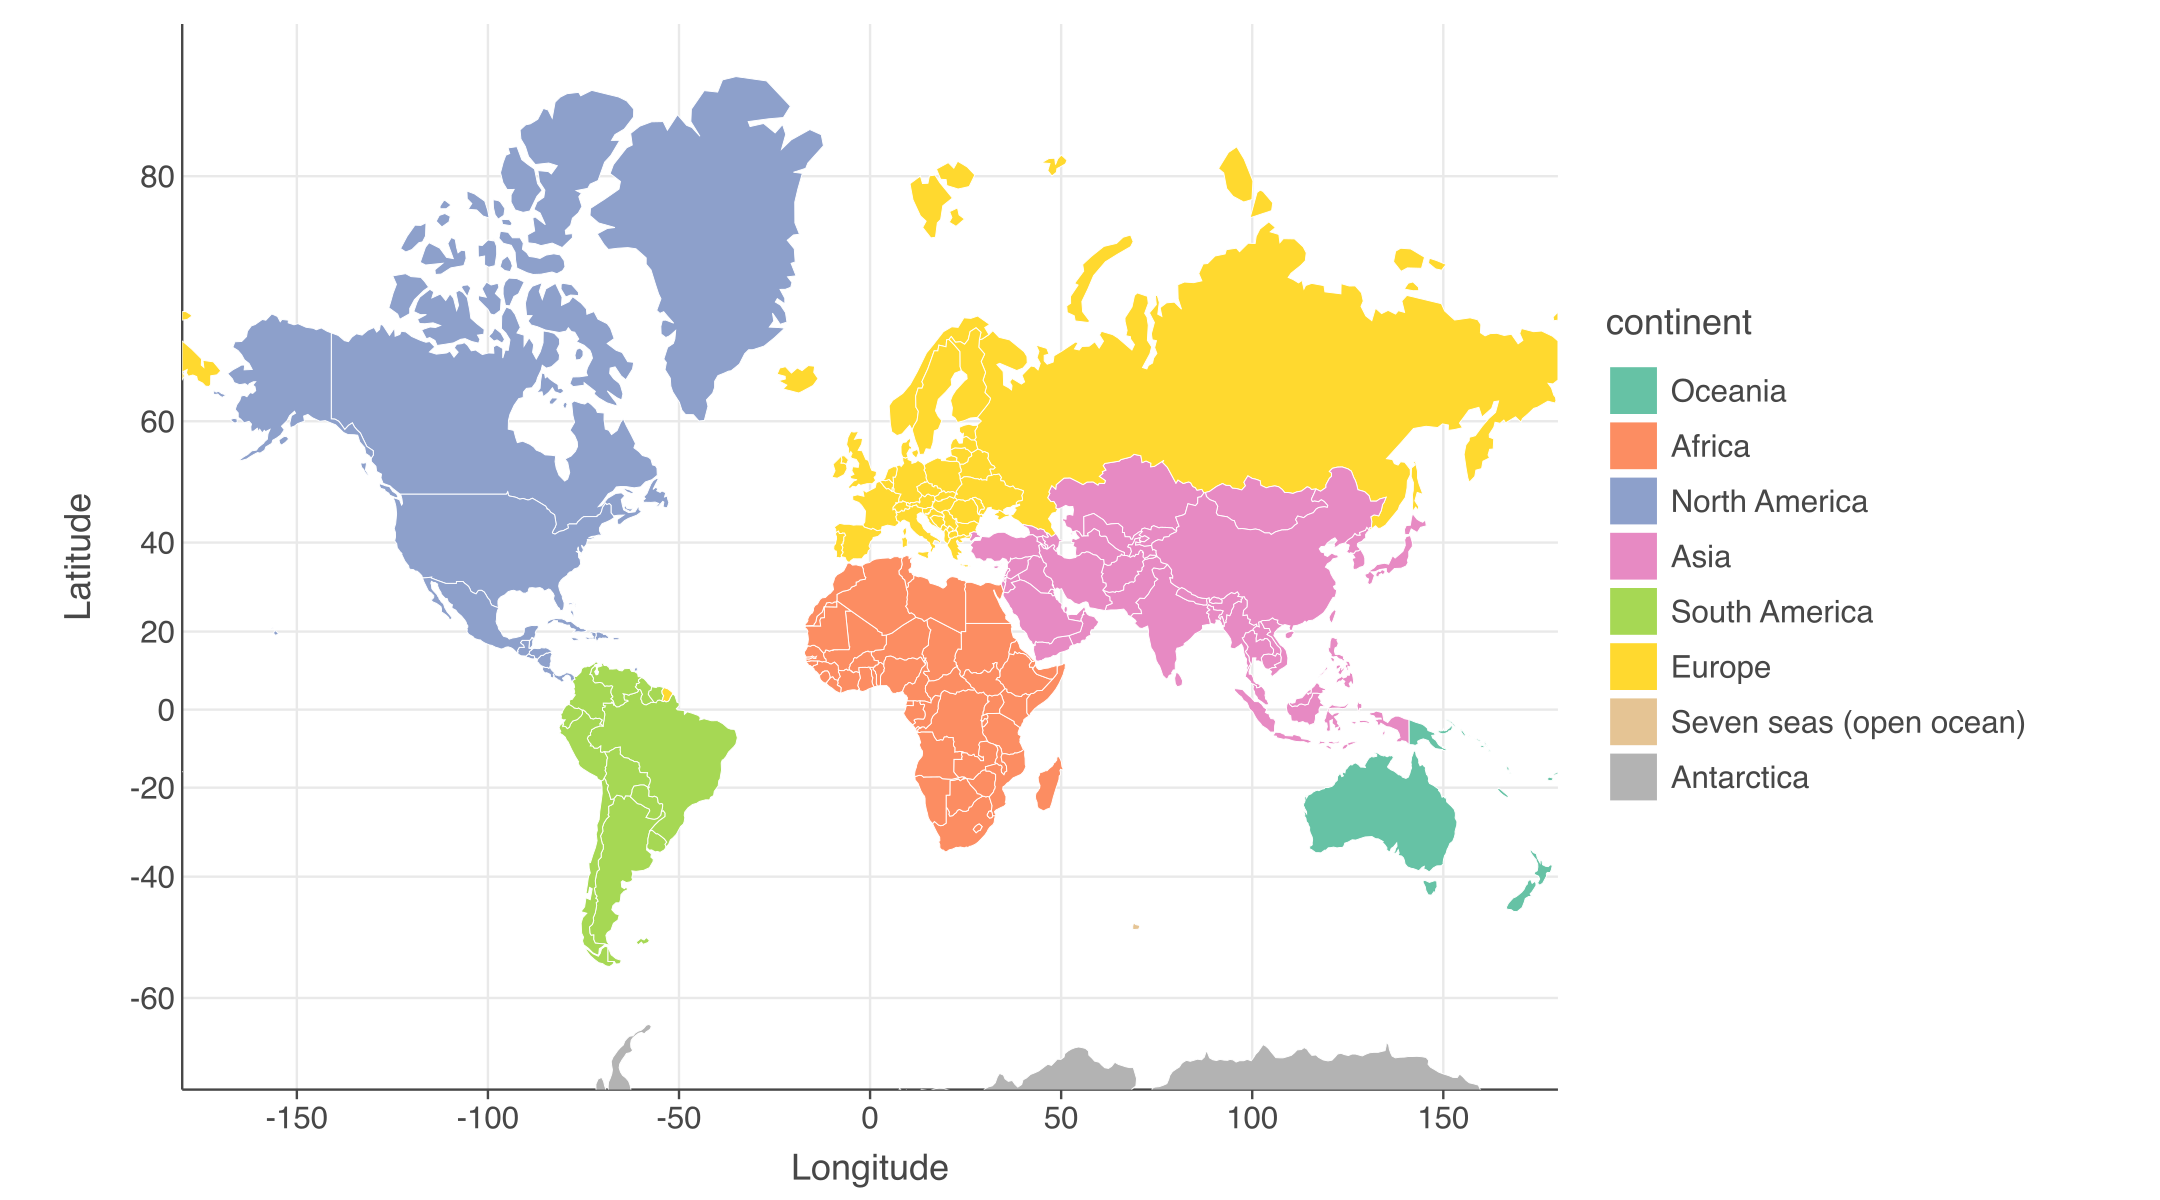 80
60
40
20
0
-20
-40
-60
Latitude
-150
-100
-50
0
50
100
150
Longitude
continent
Oceania
Africa
North America
Asia
South America
Europe
Seven seas (open ocean)
Antarctica